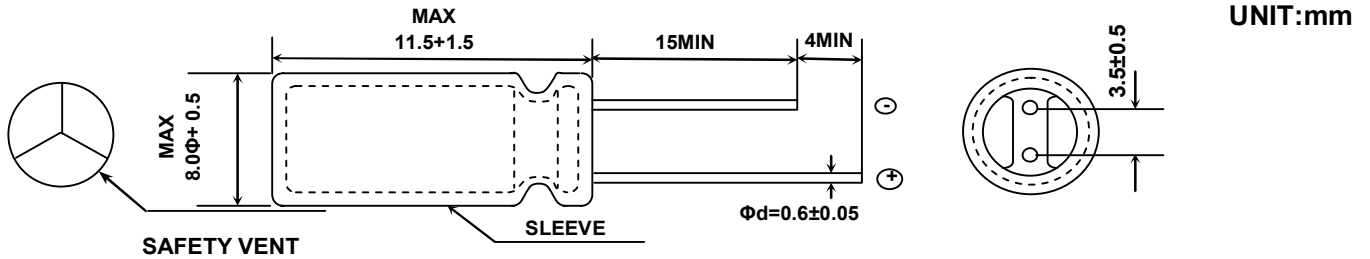 UNIT:mm
MAX
11.5+1.5
15MIN
4MIN
3.5±0.5
MAX
8.0Φ+ 0.5
-
+
Φd=0.6±0.05
SLEEVE
SAFETY VENT